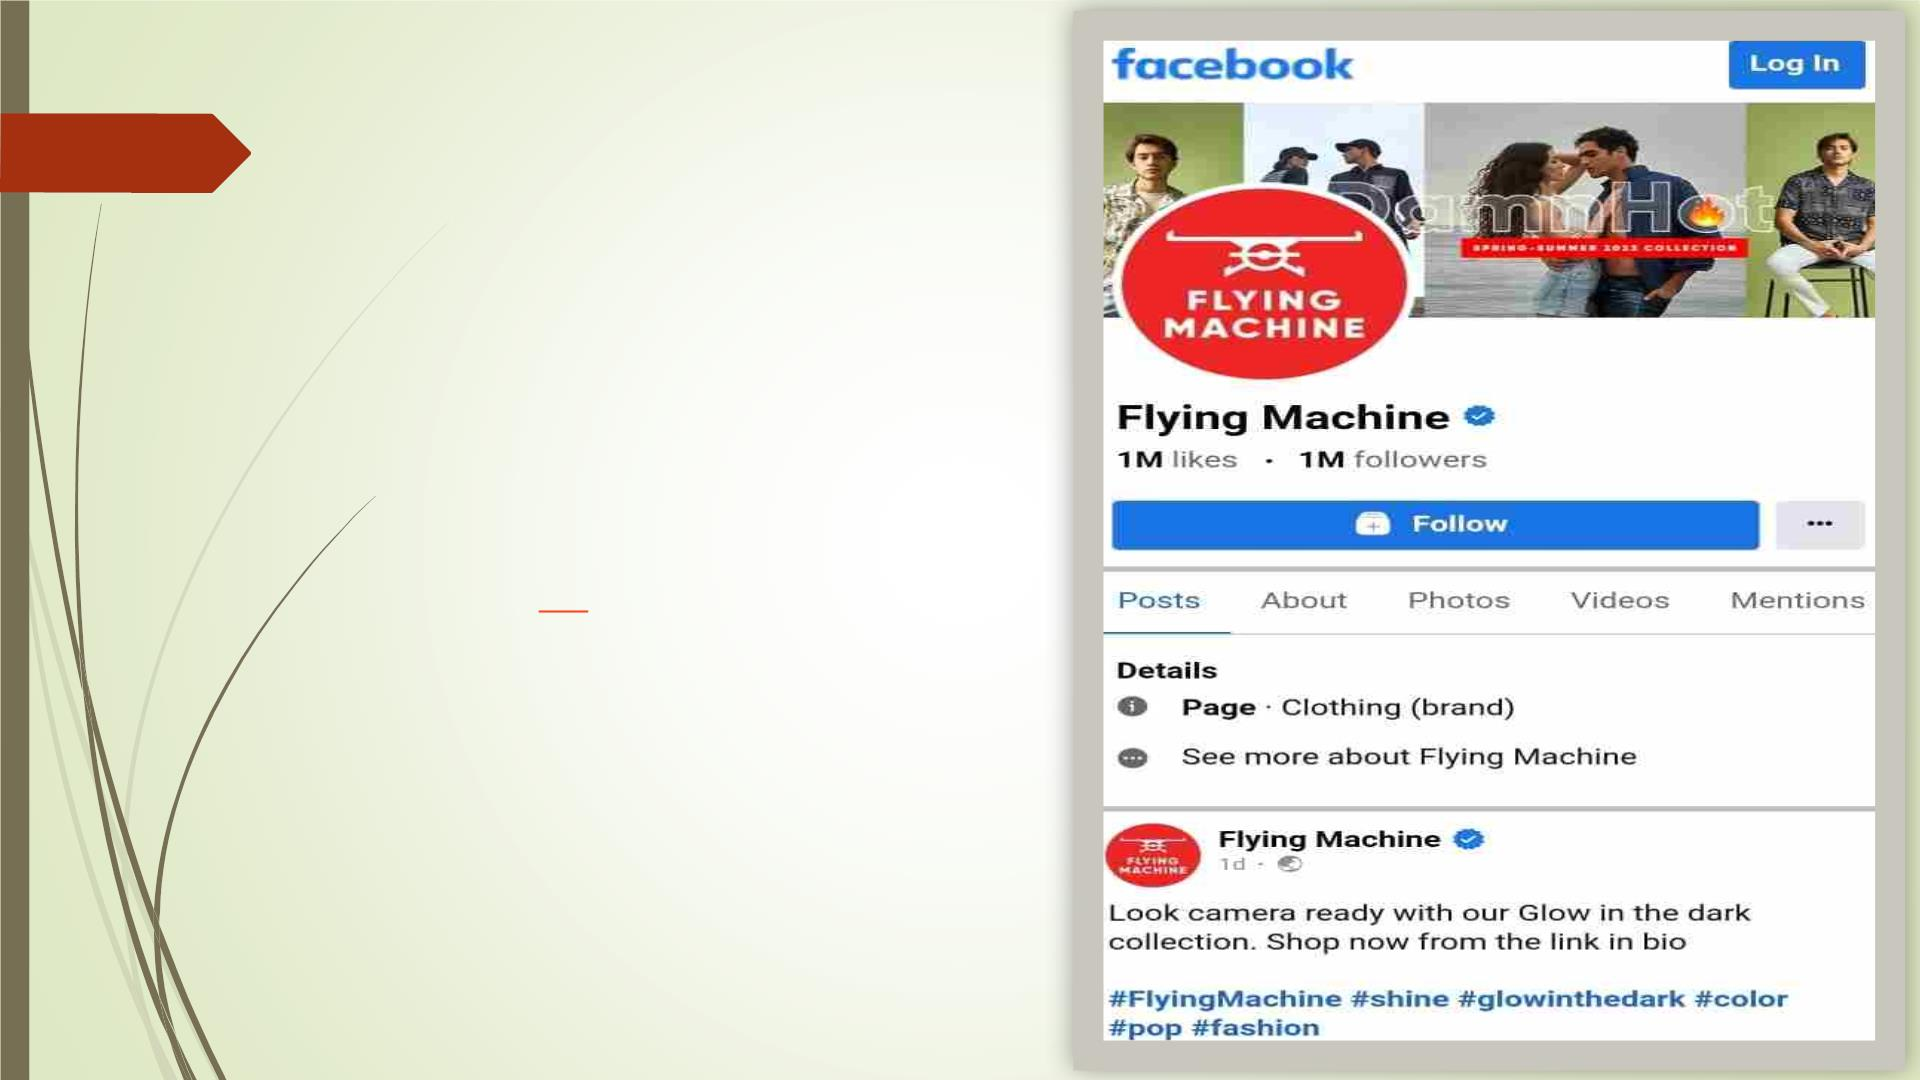 facebook
Log In
DamnHot
SPRING-SUMMER 2022 COLLECTION
FLYING
MACHINE
Flying Machine
1M likes · 1M followers
Follow
Posts About Photos Videos Mentions
Details
Page · Clothing (brand)
See more about Flying Machine
FLYING
MACHINE
Flying Machine
1d ·
Look camera ready with our Glow in the dark
collection. Shop now from the link in bio
#FlyingMachine #shine #glowinthedark #color
#pop #fashion